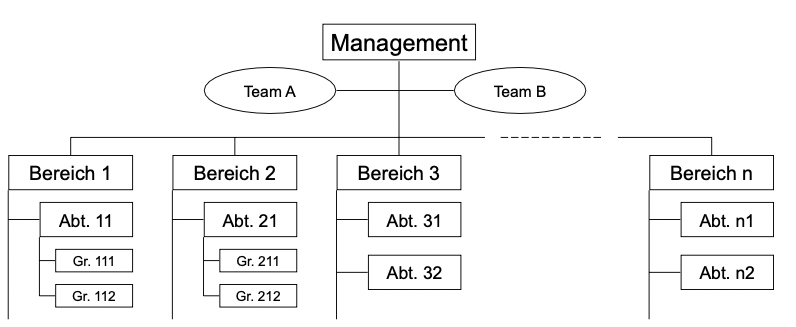 Management
Team A
Team B
Bereich 1
Bereich 2
Bereich 3
Bereich n
Abt. 11
Abt. 21
Abt. 31
Abt. n1
Gr. 111
Gr. 211
Abt. 32
Abt. n2
Gr. 112
Gr. 212